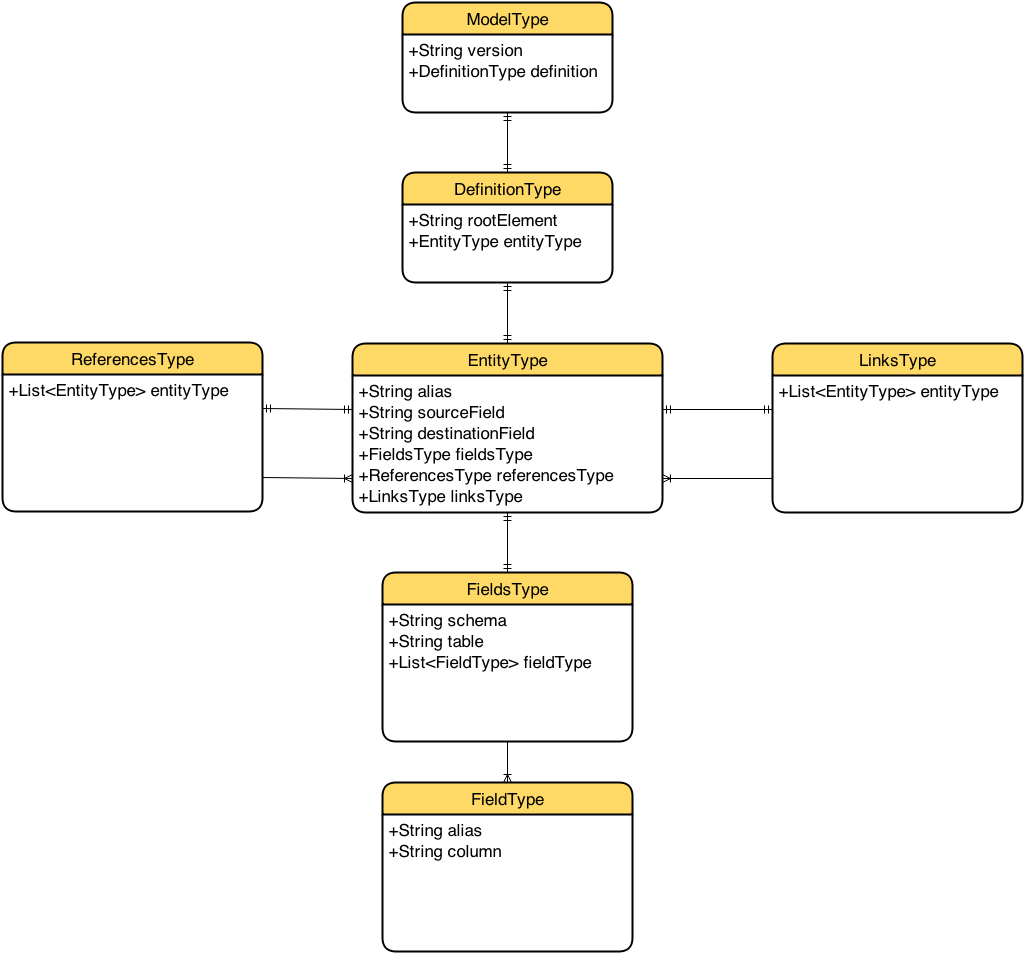 ModelType
+String version
+DefinitionType definition
DefinitionType
+String rootElement
+EntityType entityType
ReferencesType
+List<EntityType> entityType
EntityType
+String alias
+String sourceField
+String destinationField
+FieldsType fieldsType
+ReferencesType referencesType
+LinksType linksType
LinksType
+List<EntityType> entityType
FieldsType
+String schema
+String table
+List<FieldType> fieldType
FieldType
+String alias
+String column